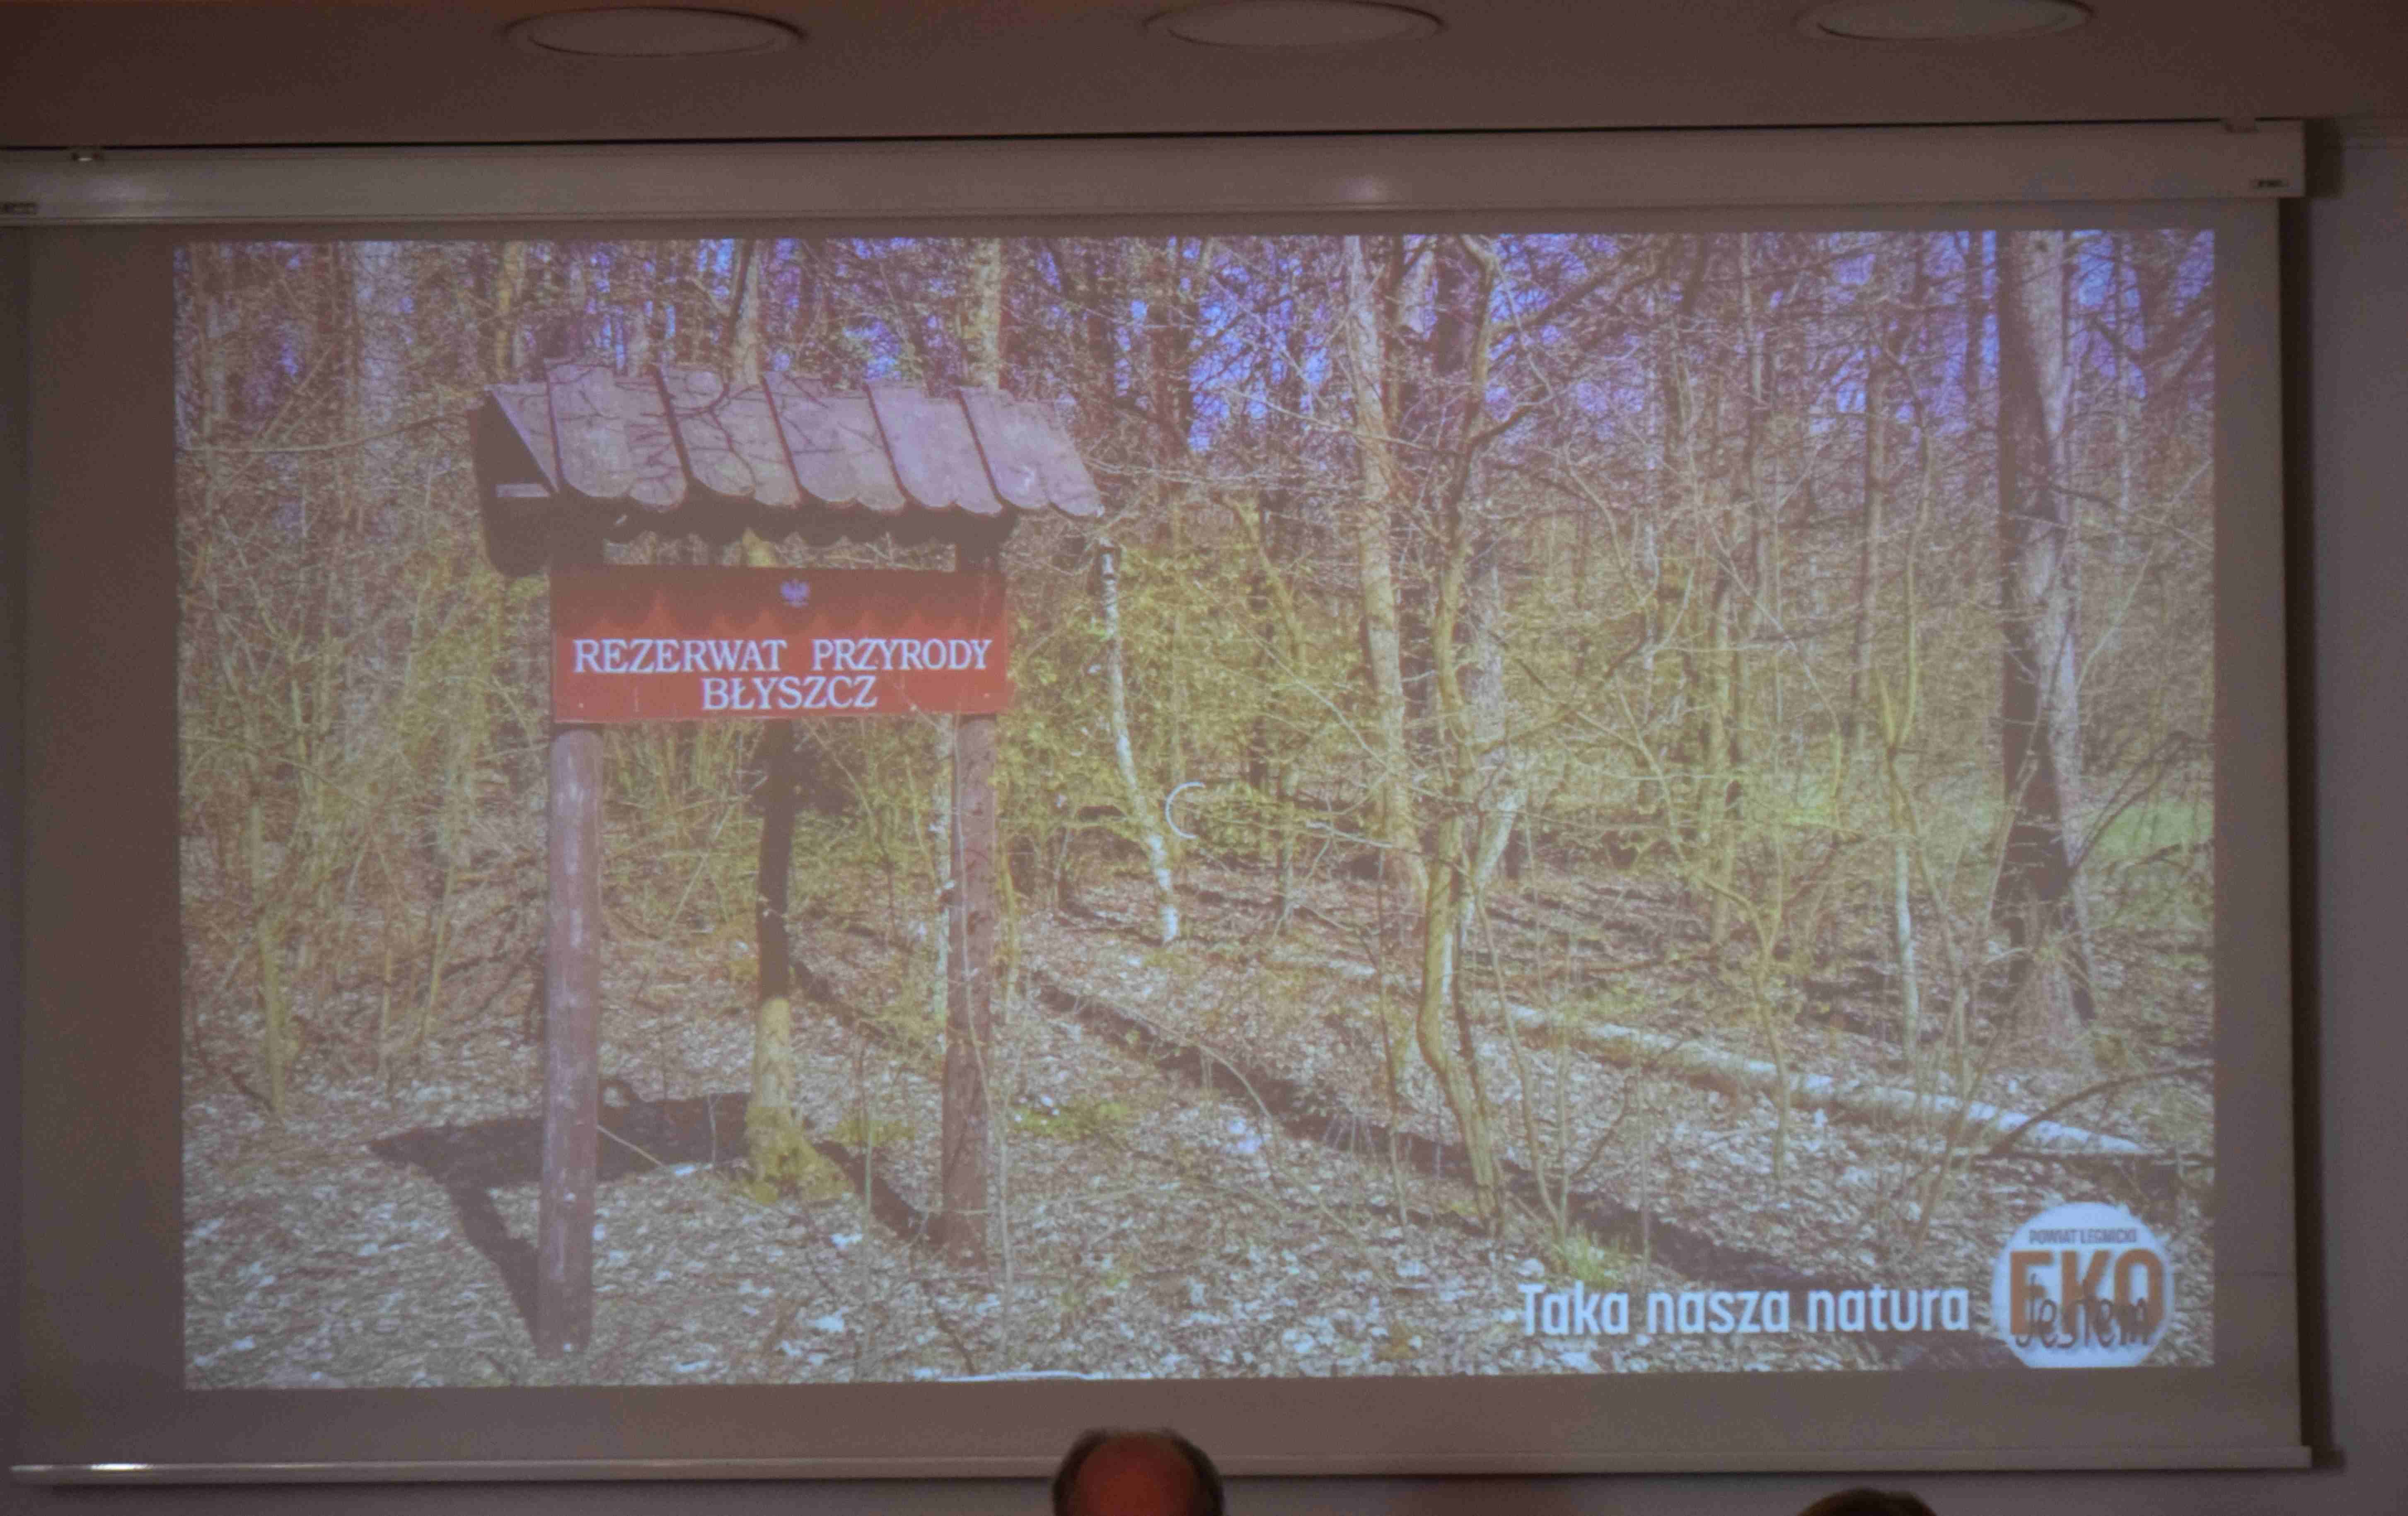 REZERWAT PRZYRODY
BŁYSZCZ
Taka nasza natura
POWIAT LEGNICKI
EKO
Jestem